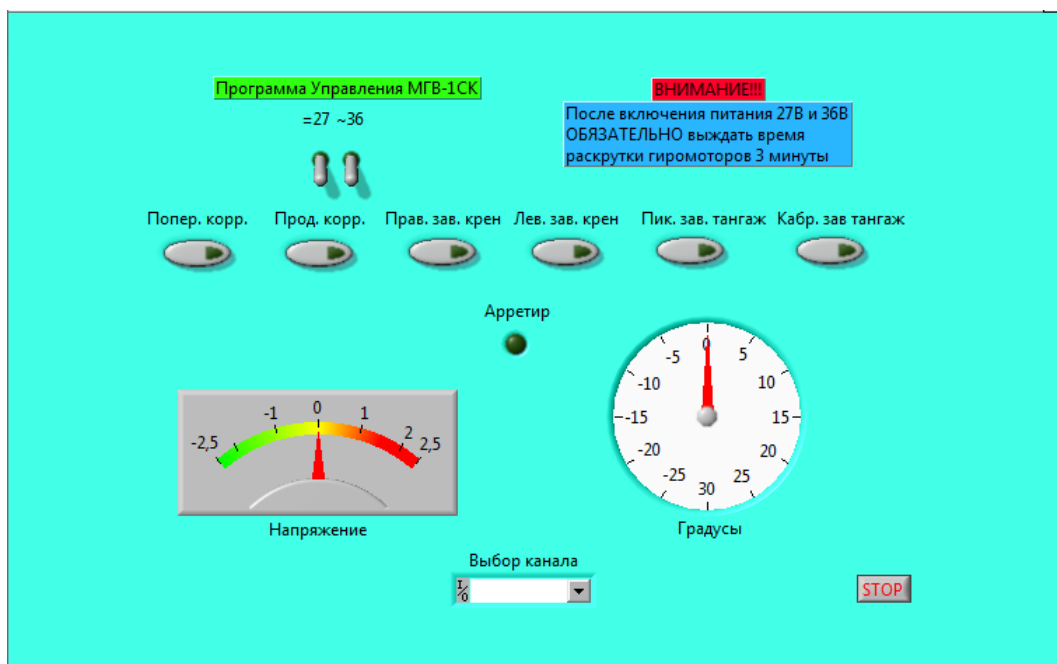 Программа Управления МГВ-1СК
ВНИМАНИЕ!!!
=27 ~36
После включения питания 27В и 36В
ОБЯЗАТЕЛЬНО выждать время
раскрутки гиромоторов 3 минуты
Попер. корр. Прод. корр. Прав. зав. крен Лев. зав. крен Пик. зав. тангаж Кабр. зав тангаж
Арретир
-2,5 -1 0 1 2 2,5
Напряжение
0 5 10 15 20 25 30 -25 -20 -15 -10 -5
Градусы
Выбор канала
I/O
STOP